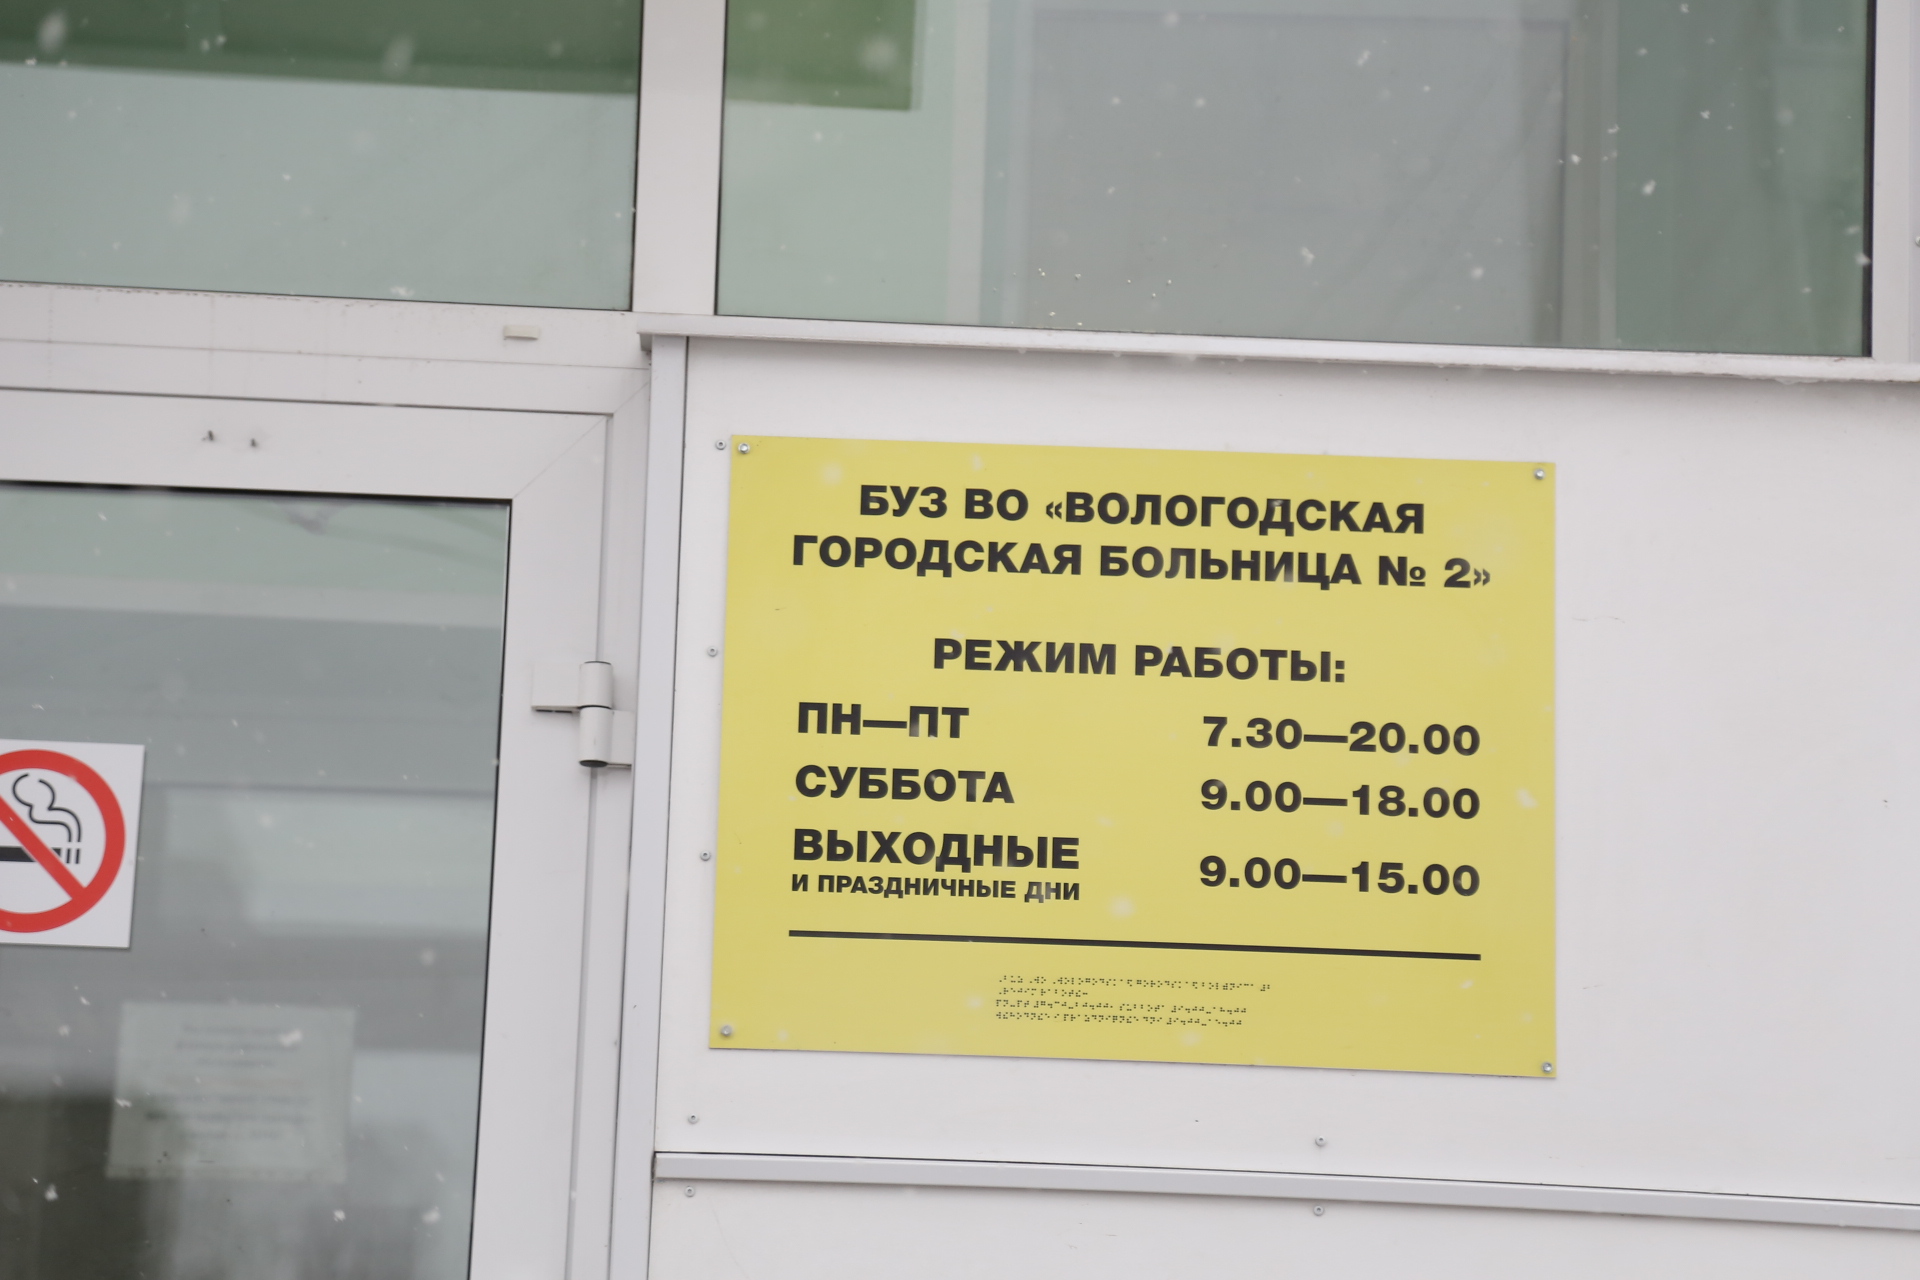 БУЗ ВО «ВОЛОГОДСКАЯ
ГОРОДСКАЯ БОЛЬНИЦА № 2»
РЕЖИМ РАБОТЫ:
ПН—ПТ 7.30—20.00
СУББОТА 9.00—18.00
ВЫХОДНЫЕ
И ПРАЗДНИЧНЫЕ ДНИ 9.00—15.00